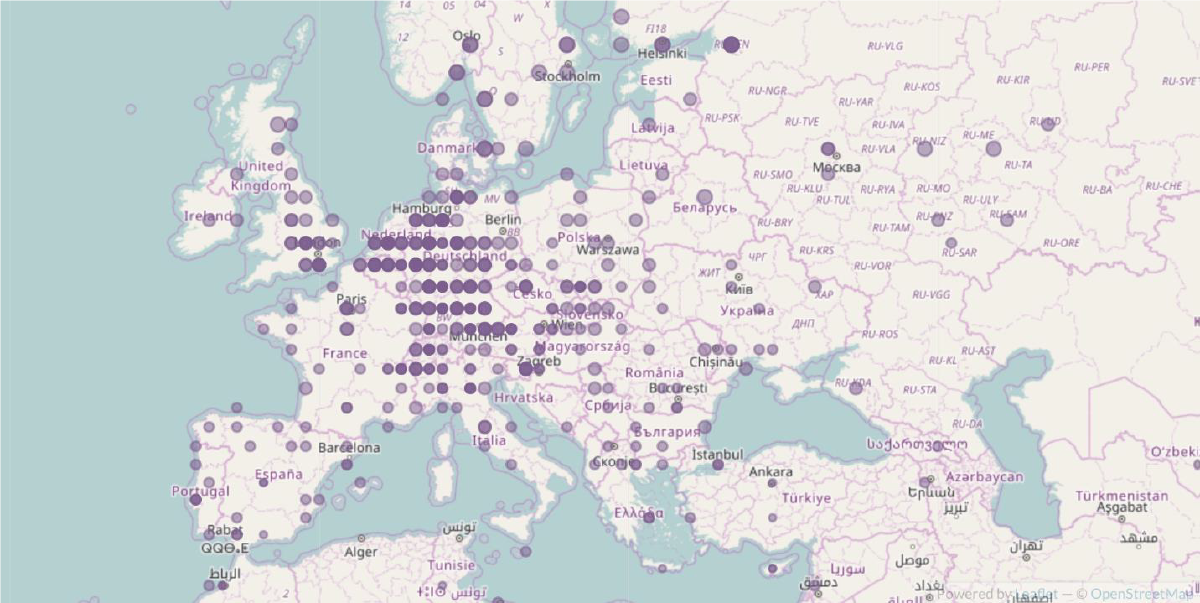 14
05
04
W
X
12
S
O
Oslo
Stockholm
FI18
Helsinki
Eesti
RU-VLG
RU-PER
RU-SVE
RU-KIR
RU-KOS
RU-NGR
RU-YAR
RU-PSK
RU-TVE
RU-IVA
RU-NIZ
RU-ME
RU-VLA
RU-TA
Москва
Latvija
Lietuva
Danmark
United
Kingdom
Ireland
RU-SMO
RU-KLU
RU-RYA
RU-MO
RU-BA
RU-CHE
RU-TUL
RU-ULY
RU-SAM
RU-PNZ
RU-BRY
RU-TAM
RU-ORE
RU-SAR
RU-KRS
RU-VOR
Беларусь
Hamburg
MV
Berlin
BB
Nederland
Deutschland
Polska
Warszawa
ЖИТ
ЧРГ
Київ
ХАР
RU-VGG
Україна
ДНП
Paris
Česko
Slovensko
Wien
BW
München
Magyarország
France
Zagreb
Chișinău
RU-ROS
RU-AST
RU-KL
RU-KDA
RU-STA
RU-DA
România
București
Hrvatska
Србија
България
Barcelona
Italia
Скопје
İstanbul
Ankara
Türkiye
საქართველო
Azərbaycan
Երևան
تبریز
O'zbeki
Türkmenistan
Aşgabat
مشهد
تهران
España
Portugal
Ελλάδα
Rabat
ⵇⵇⴱ.ⴹ
الرباط
Alger
تونس
Tunisie
تونس
2
موصل
سوريا
دمشق
بغداد
اصفهان
Powered by Leaflet — © OpenStreetMap